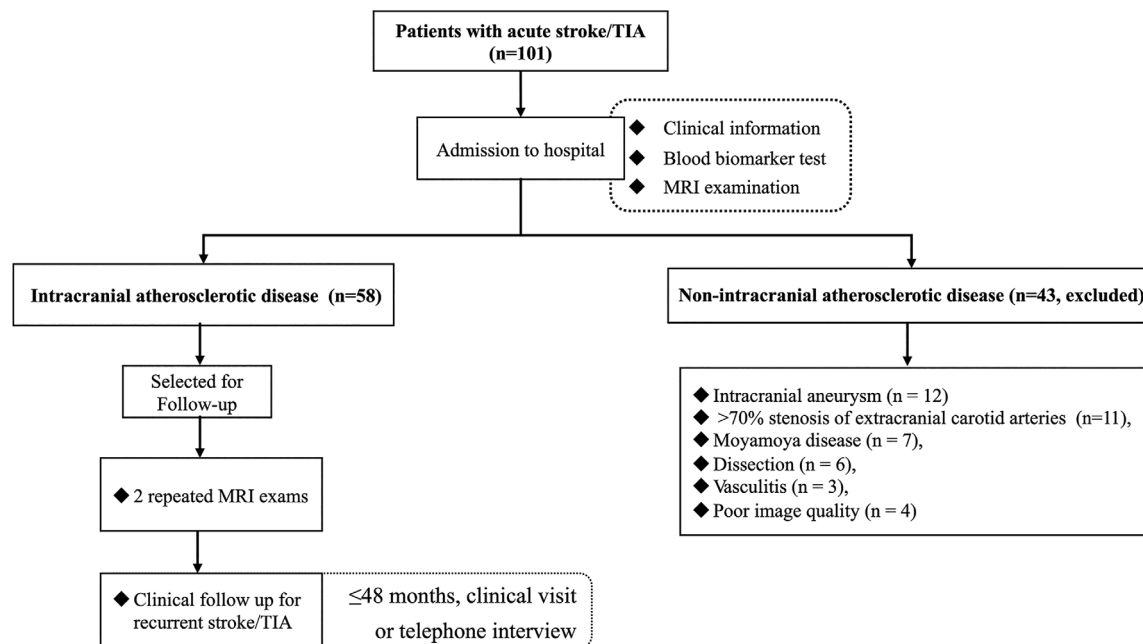 Patients with acute stroke/TIA
(n=101)
Admission to hospital
◆ Clinical information
◆ Blood biomarker test
◆ MRI examination
Intracranial atherosclerotic disease (n=58)
Non-intracranial atherosclerotic disease (n=43, excluded)
Selected for
Follow-up
◆ 2 repeated MRI exams
◆ Clinical follow up for
recurrent stroke/TIA
≤48 months, clinical visit
or telephone interview
◆ Intracranial aneurysm (n = 12)
◆ >70% stenosis of extracranial carotid arteries (n=11),
◆ Moyamoya disease (n = 7),
◆ Dissection (n = 6),
◆ Vasculitis (n = 3),
◆ Poor image quality (n = 4)